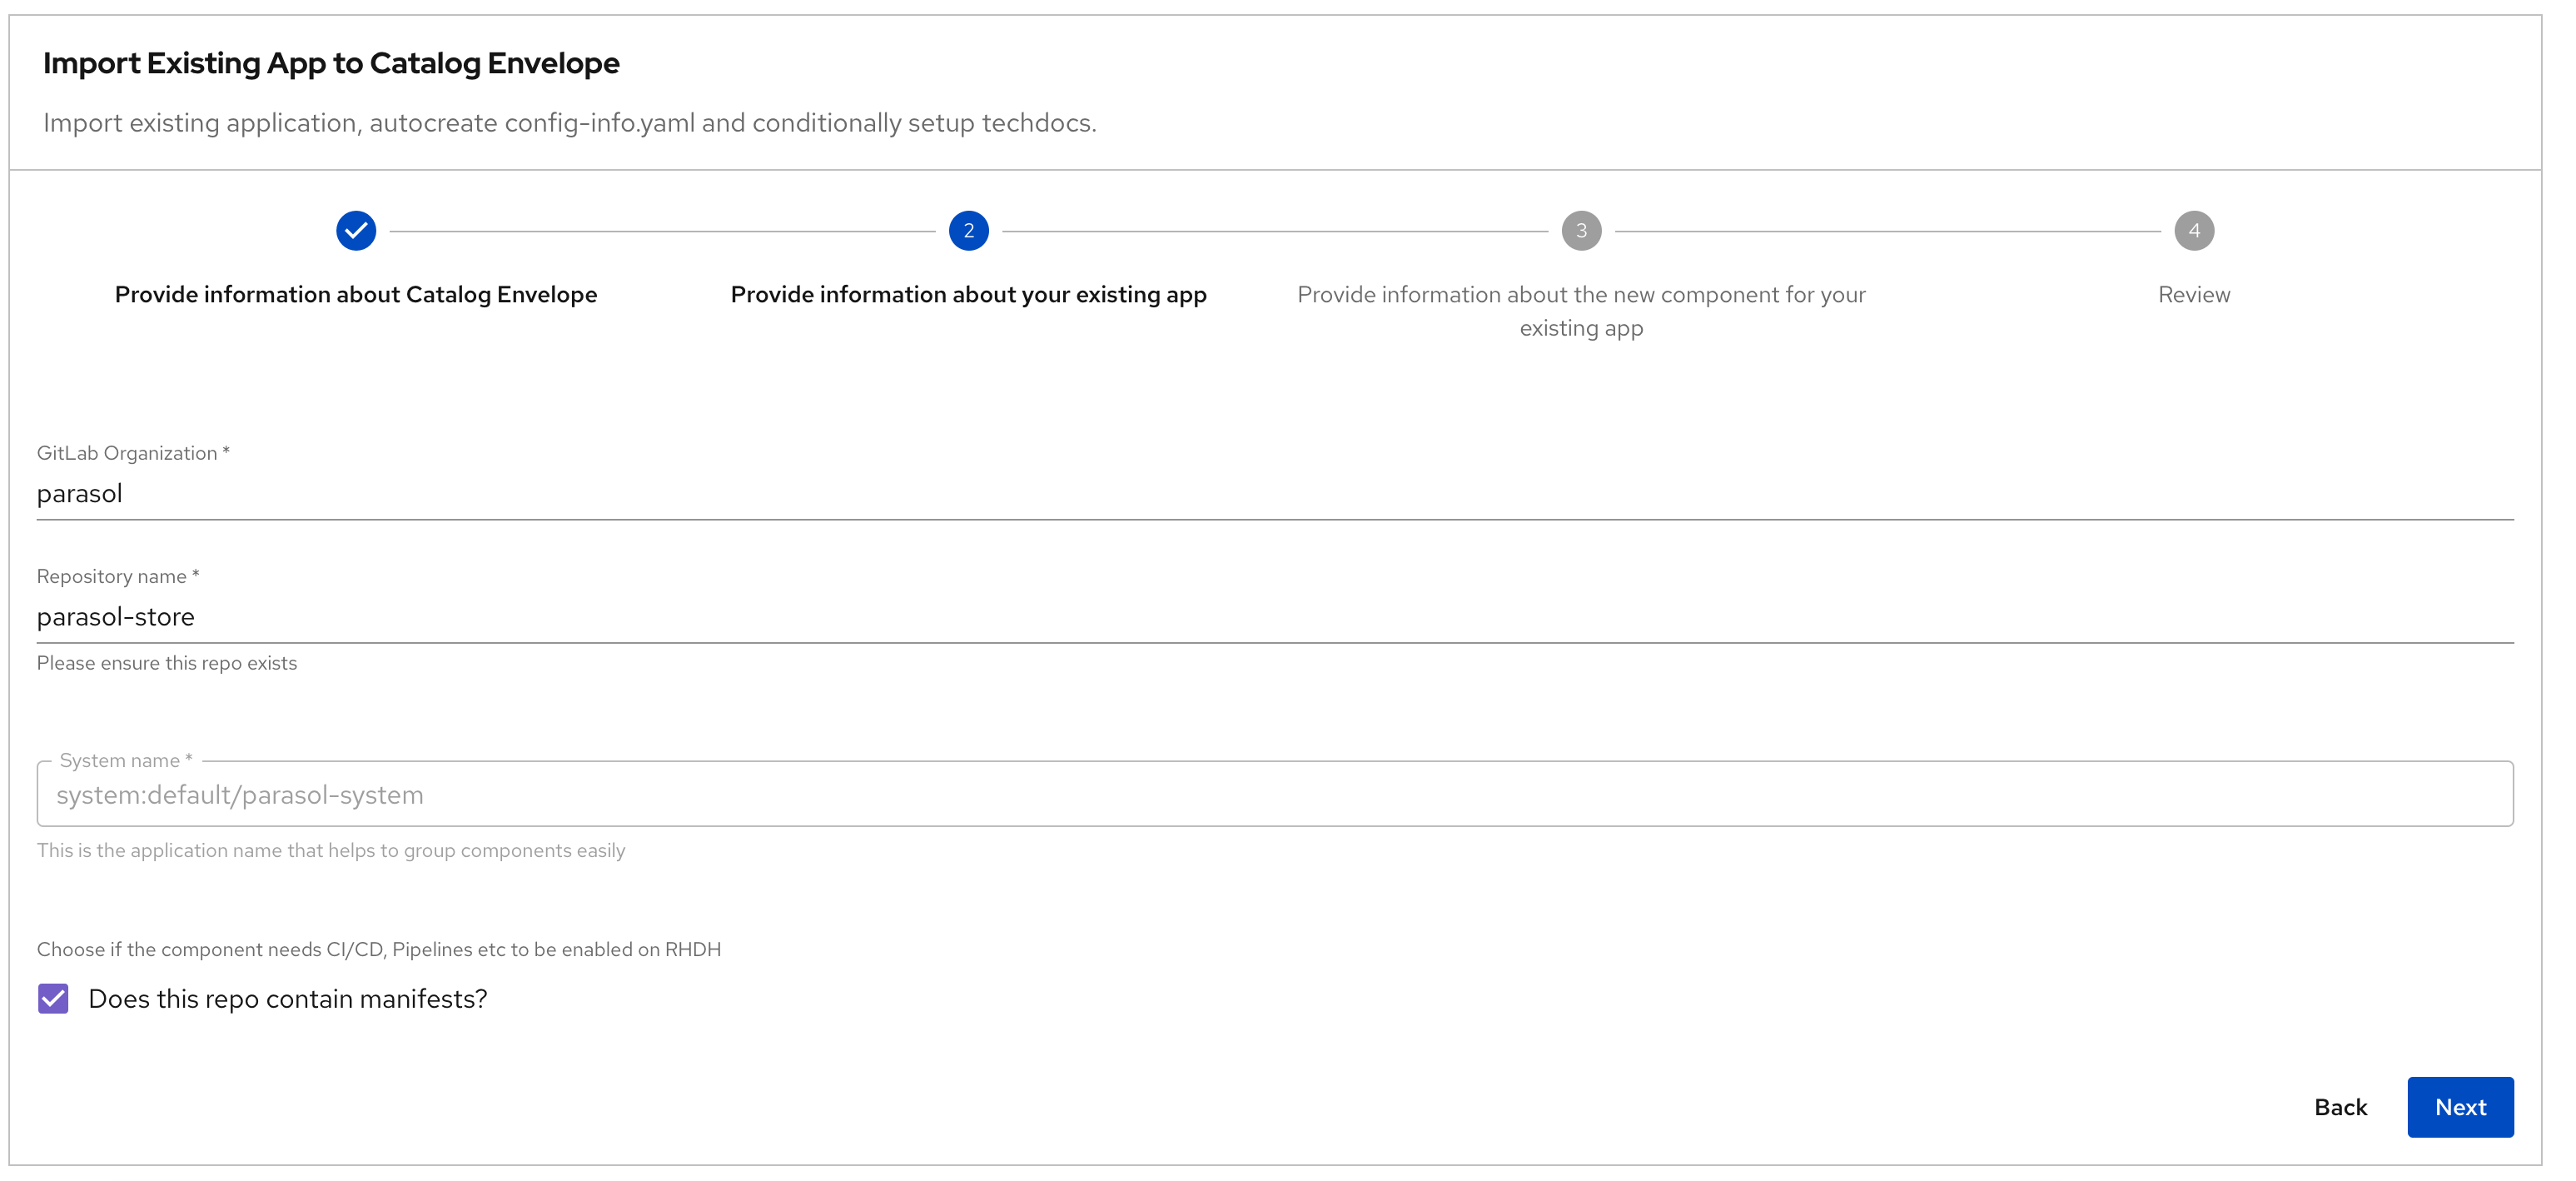 Import Existing App to Catalog Envelope
Import existing application, autocreate config-info.yaml and conditionally setup techdocs.
2
3
4
Provide information about Catalog Envelope
Provide information about your existing app
Provide information about the new component for your
existing app
Review
GitLab Organization *
parasol
Repository name *
parasol-store
Please ensure this repo exists
System name *
system:default/parasol-system
This is the application name that helps to group components easily
Choose if the component needs CI/CD, Pipelines etc to be enabled on RHDH
Does this repo contain manifests?
Back
Next